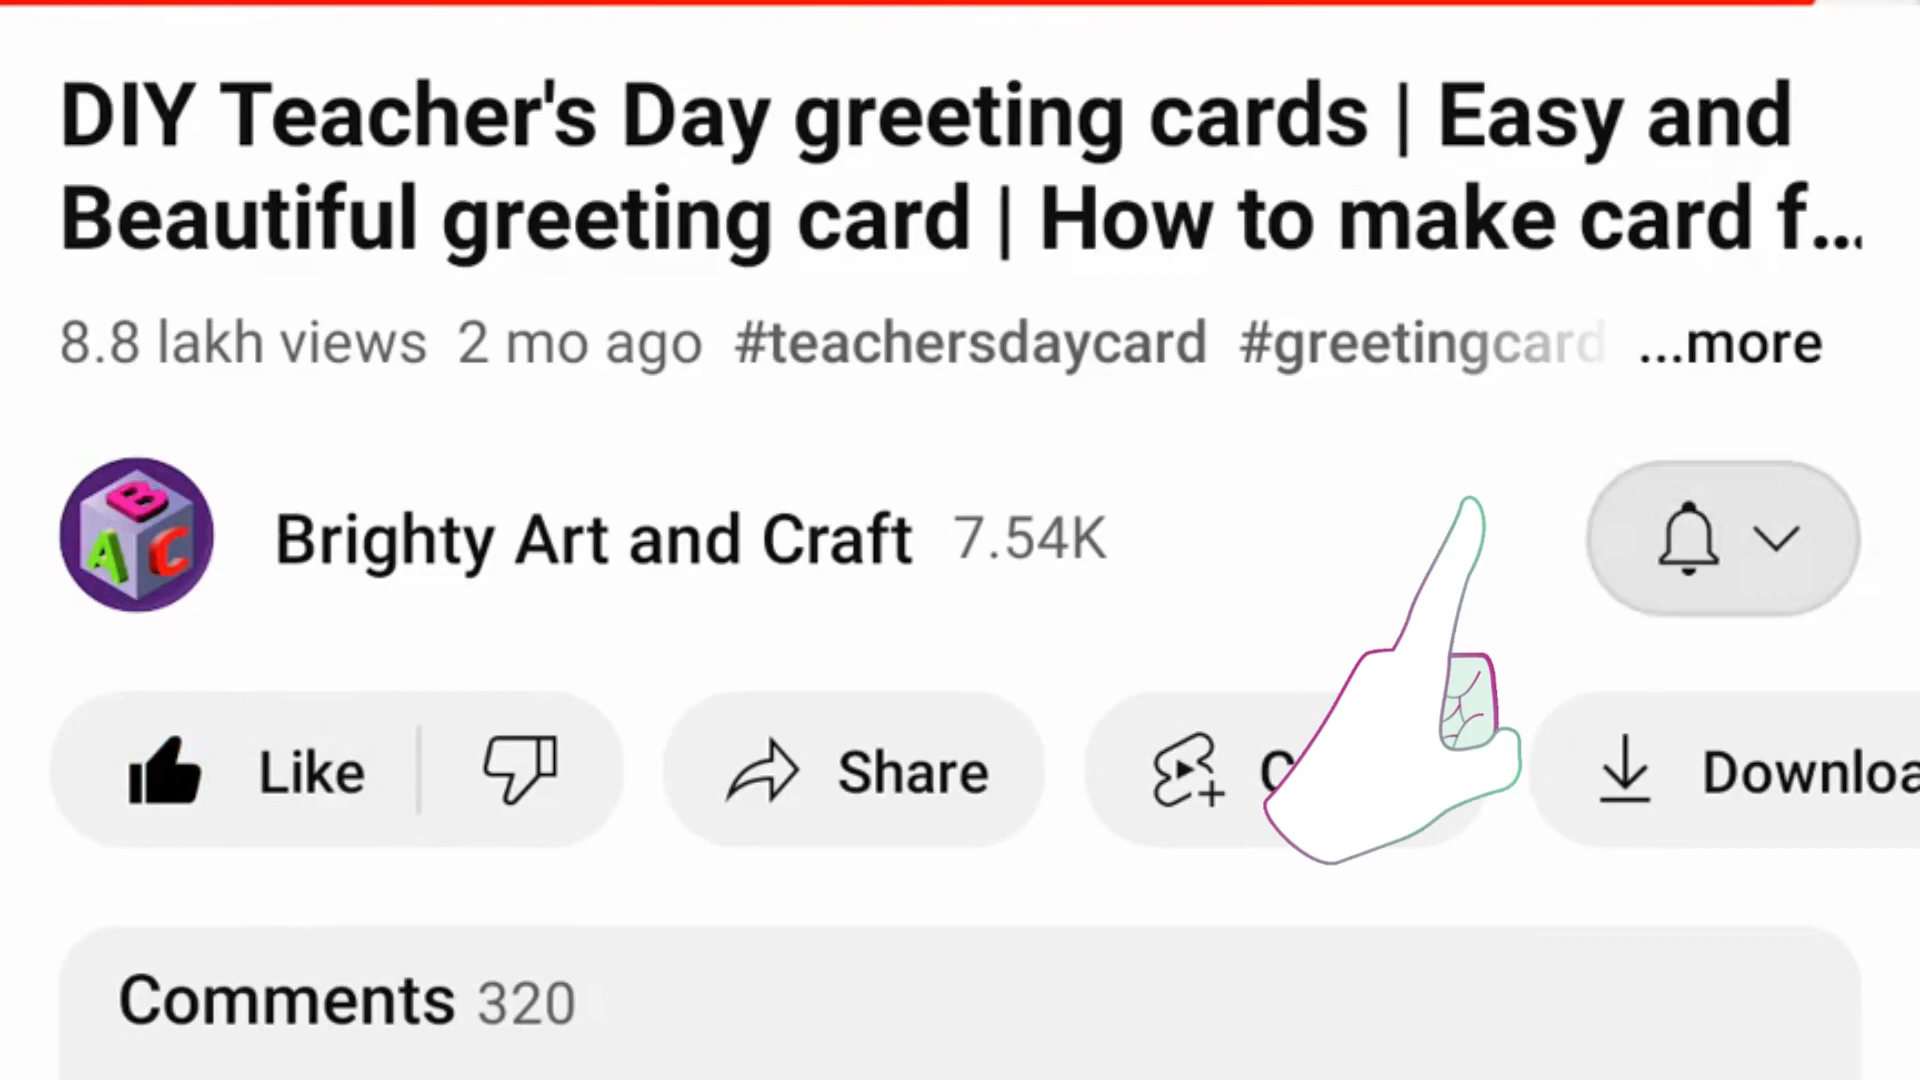 DIY Teacher's Day greeting cards | Easy and
Beautiful greeting card | How to make card f...
8.8 lakh views 2 mo ago #teachersdaycard #greetingcard ...more
B
A C
Brighty Art and Craft 7.54K
Like Share Downloa
Comments 320